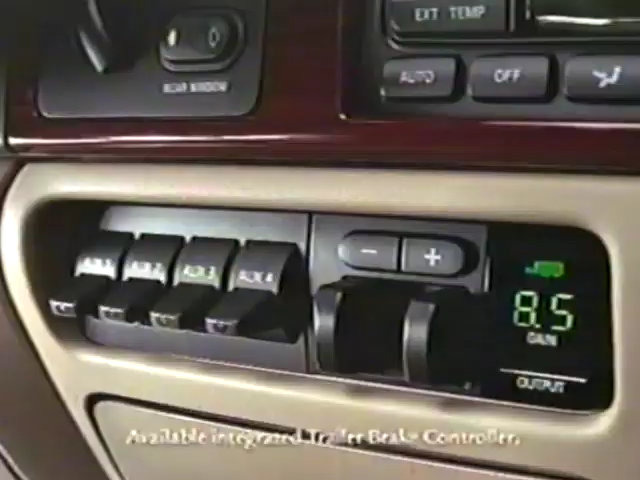 EXT TEMP
AUTO OFF
REAR WINDOW
AUX 1 AUX 2 AUX 3 AUX 4
- +
8.5
GAIN
OUTPUT
Available integrated Trailer Brake Controller.